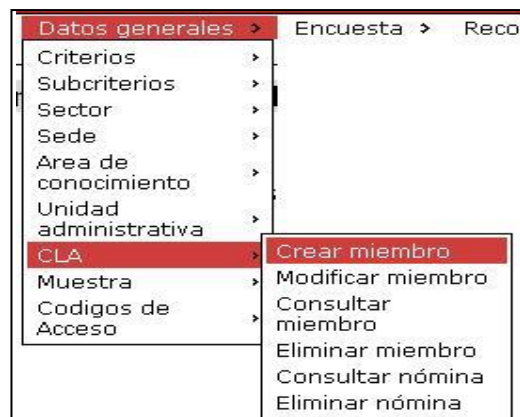 Datos generales > Encuesta > Reco
Criterios >
Subcriterios >
Sector >
Sede >
Area de
conocimiento >
Unidad
administrativa >
CLA >
Muestra >
Codigos de
Acceso >
Crear miembro
Modificar miembro
Consultar
miembro
Eliminar miembro
Consultar nómina
Eliminar nómina